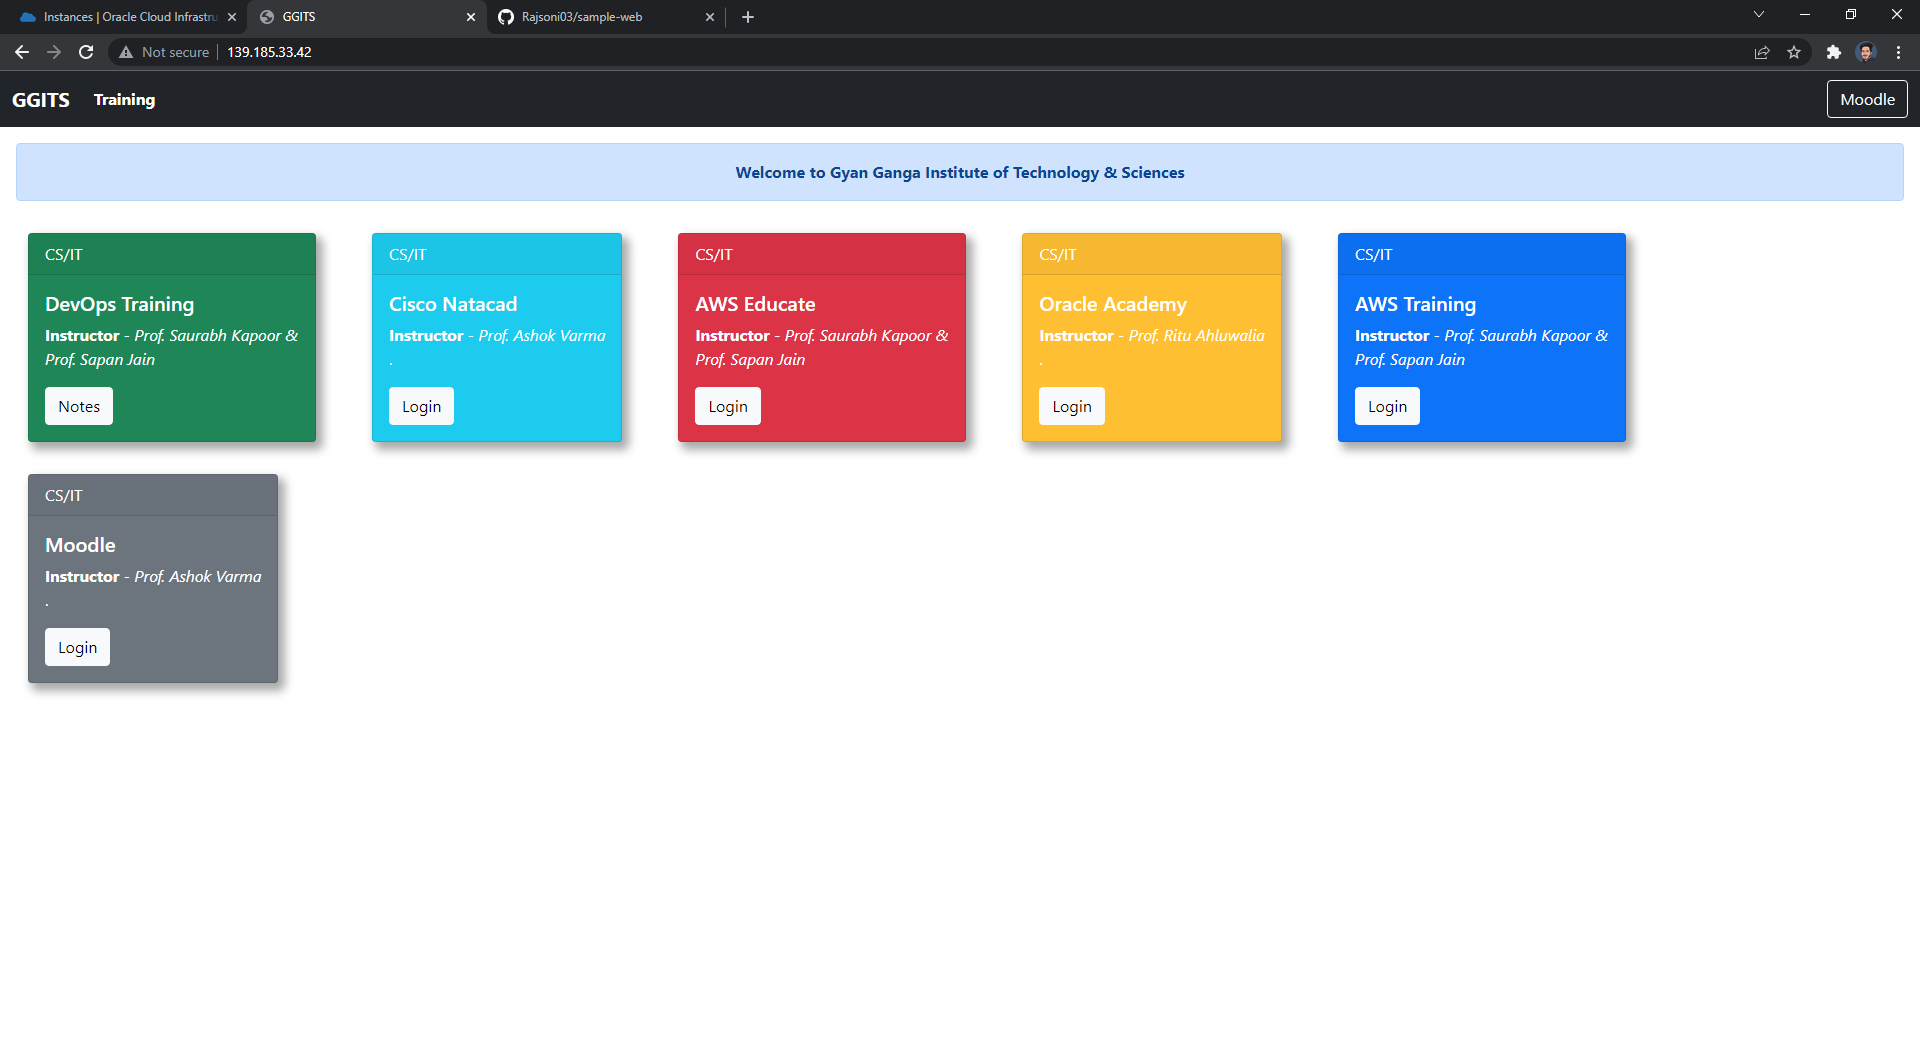 Instances | Oracle Cloud Infrastru
GGITS
Rajsoni03/sample-web
Not secure
139.185.33.42
GGITS Training
Moodle
Welcome to Gyan Ganga Institute of Technology & Sciences
CS/IT
DevOps Training
Instructor - Prof. Saurabh Kapoor &
Prof. Sapan Jain
Notes
CS/IT
Cisco Natacad
Instructor - Prof. Ashok Varma
.
Login
CS/IT
AWS Educate
Instructor - Prof. Saurabh Kapoor &
Prof. Sapan Jain
Login
CS/IT
Oracle Academy
Instructor - Prof. Ritu Ahluwalia
.
Login
CS/IT
AWS Training
Instructor - Prof. Saurabh Kapoor &
Prof. Sapan Jain
Login
CS/IT
Moodle
Instructor - Prof. Ashok Varma
.
Login